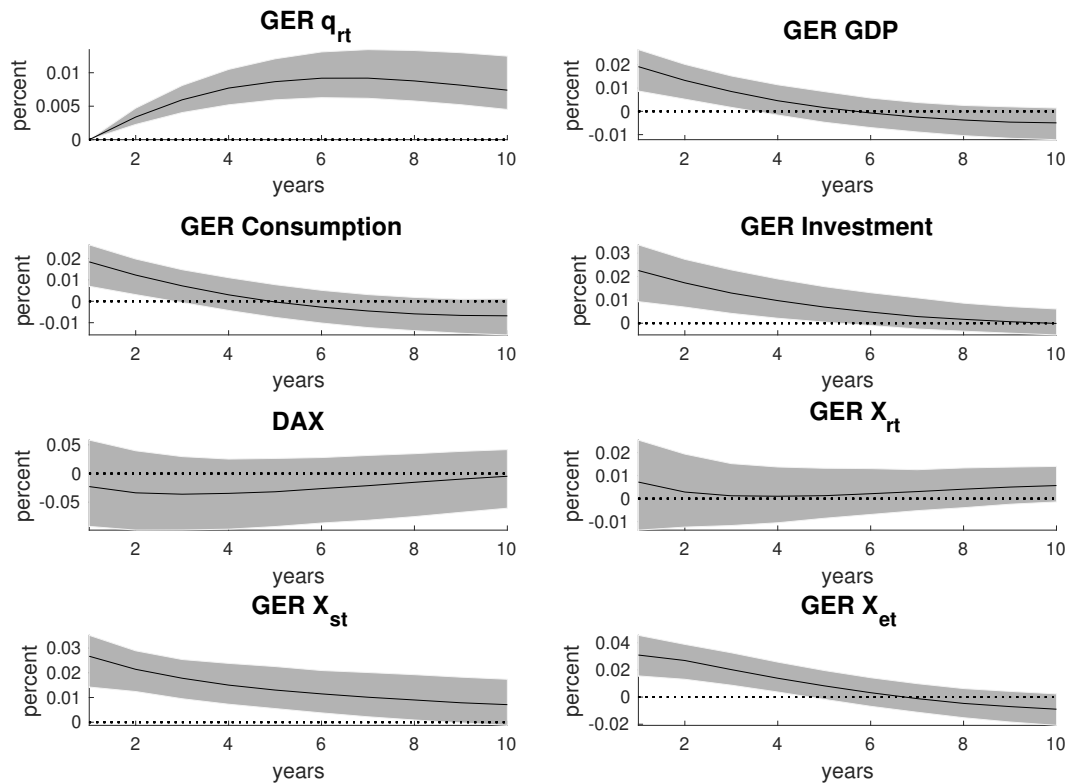 GER q_rt
percent
0.01
0.005
0
2 4 6 8 10
years
GER GDP
percent
0.02
0.01
0
-0.01
2 4 6 8 10
years
GER Consumption
percent
0.02
0.01
0
-0.01
2 4 6 8 10
years
GER Investment
percent
0.03
0.02
0.01
0
2 4 6 8 10
years
DAX
percent
0.05
0
-0.05
2 4 6 8 10
years
GER X_rt
percent
0.02
0.01
0
-0.01
2 4 6 8 10
years
GER X_st
percent
0.03
0.02
0.01
0
2 4 6 8 10
years
GER X_et
percent
0.04
0.02
0
-0.02
2 4 6 8 10
years